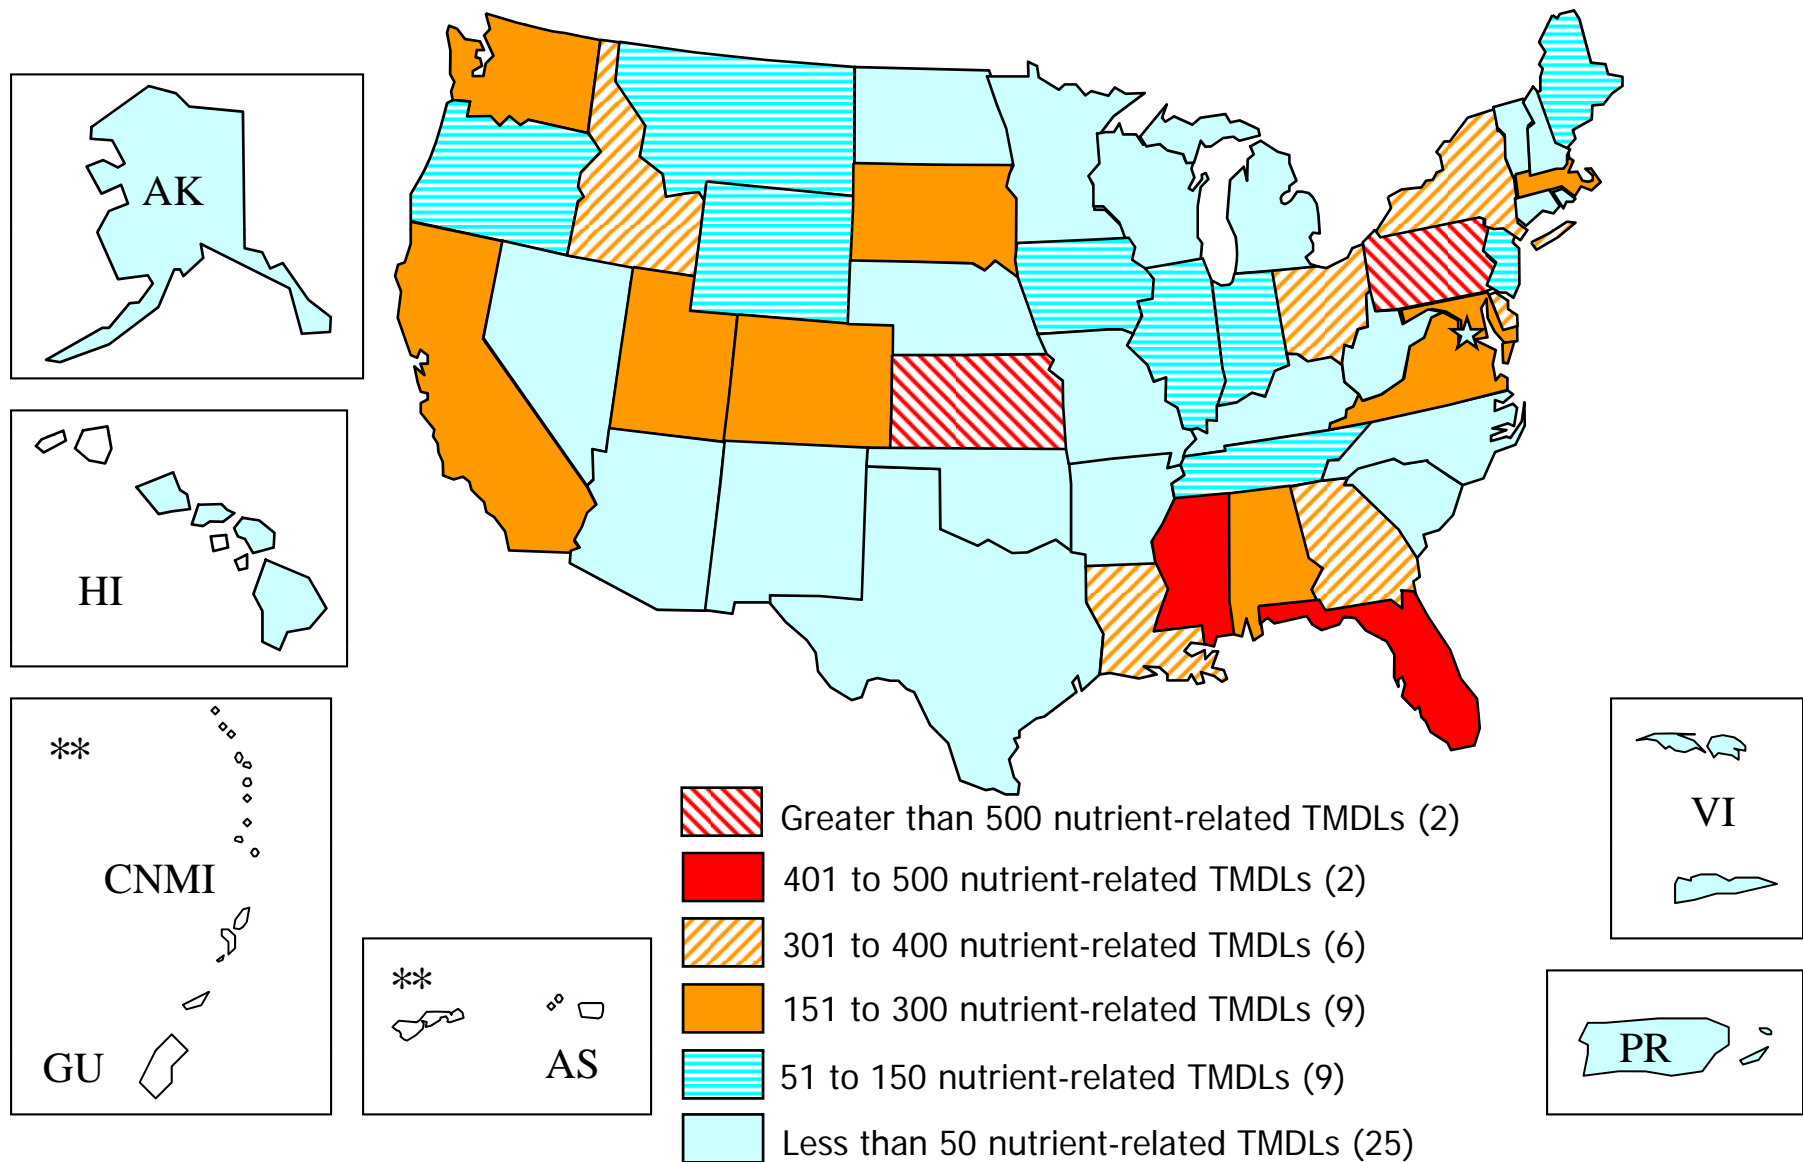 AK
HI
**
CNMI
GU
**
AS
VI
PR
Greater than 500 nutrient-related TMDLs (2)
401 to 500 nutrient-related TMDLs (2)
301 to 400 nutrient-related TMDLs (6)
151 to 300 nutrient-related TMDLs (9)
51 to 150 nutrient-related TMDLs (9)
Less than 50 nutrient-related TMDLs (25)